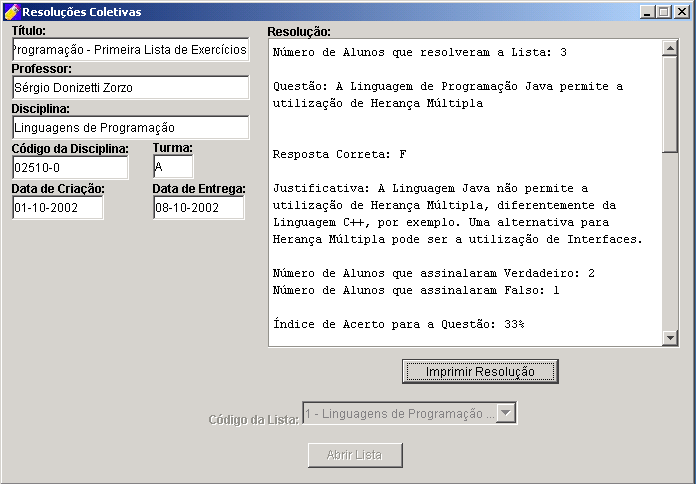 Resoluções Coletivas
Título:
Programação - Primeira Lista de Exercícios
Professor:
Sérgio Donizetti Zorzo
Disciplina:
Linguagens de Programação
Código da Disciplina: Turma:
02510-0 A
Data de Criação: Data de Entrega:
01-10-2002 08-10-2002
Resolução:
Número de Alunos que resolveram a Lista: 3
Questão: A Linguagem de Programação Java permite a
utilização de Herança Múltipla
Resposta Correta: F
Justificativa: A Linguagem Java não permite a
utilização de Herança Múltipla, diferentemente da
Linguagem C++, por exemplo. Uma alternativa para
Herança Múltipla pode ser a utilização de Interfaces.
Número de Alunos que assinalaram Verdadeiro: 2
Número de Alunos que assinalaram Falso: 1
Índice de Acerto para a Questão: 33%
Imprimir Resolução
Código da Lista: 1 - Linguagens de Programação ...
Abrir Lista